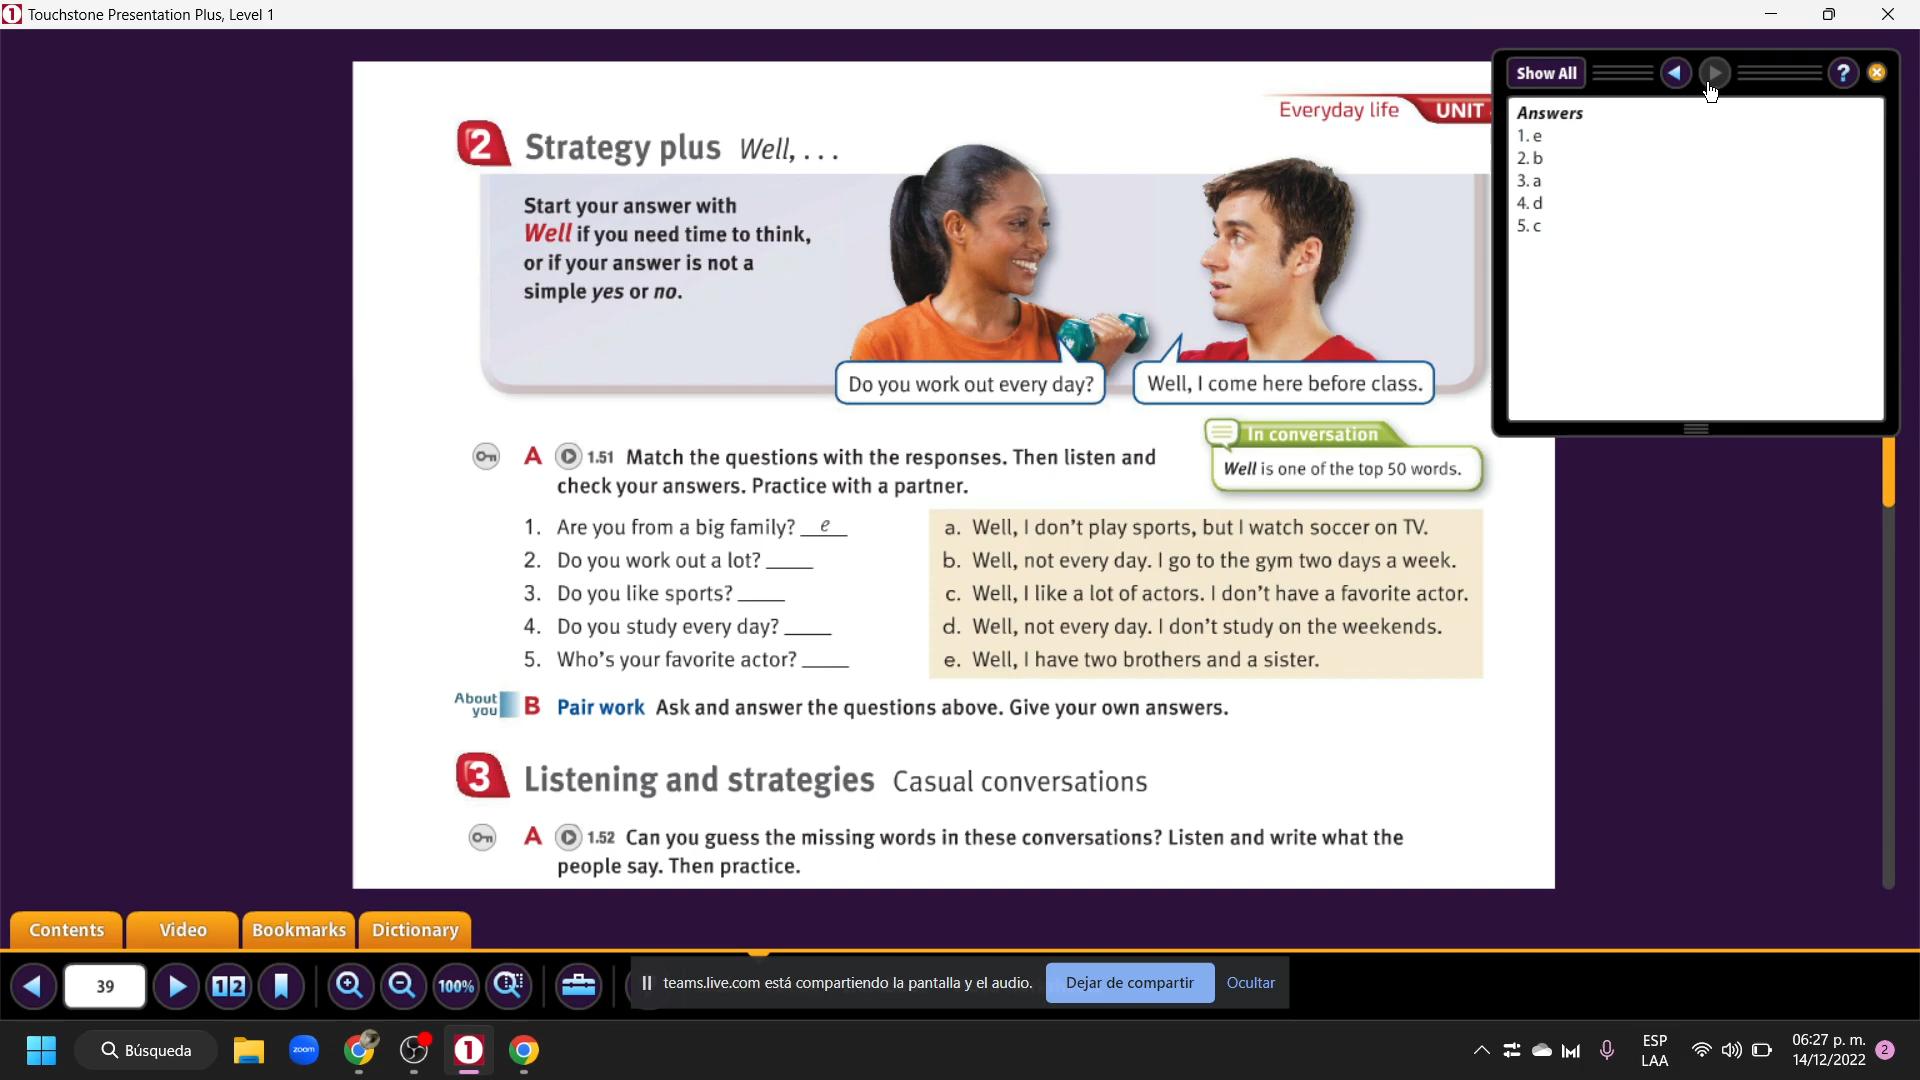 Touchstone Presentation Plus, Level 1
Everyday life UNIT
2 Strategy plus Well, . . .
Start your answer with
Well if you need time to think,
or if your answer is not a
simple yes or no.
Do you work out every day?
Well, I come here before class.
In conversation
Well is one of the top 50 words.
A 1.51 Match the questions with the responses. Then listen and
check your answers. Practice with a partner.
1. Are you from a big family? e
2. Do you work out a lot?
3. Do you like sports?
4. Do you study every day?
5. Who's your favorite actor?
a. Well, I don't play sports, but I watch soccer on TV.
b. Well, not every day. I go to the gym two days a week.
c. Well, I like a lot of actors. I don't have a favorite actor.
d. Well, not every day. I don't study on the weekends.
e. Well, I have two brothers and a sister.
About
you
B Pair work Ask and answer the questions above. Give your own answers.
3 Listening and strategies Casual conversations
A 1.52 Can you guess the missing words in these conversations? Listen and write what the
people say. Then practice.
Show All
?
Answers
1. e
2. b
3. a
4. d
5. c
Contents Video Bookmarks Dictionary
39 12 100%
teams.live.com está compartiendo la pantalla y el audio. Dejar de compartir Ocultar
Búsqueda
zoom
1
ESP
LAA
06:27 p. m.
14/12/2022
2